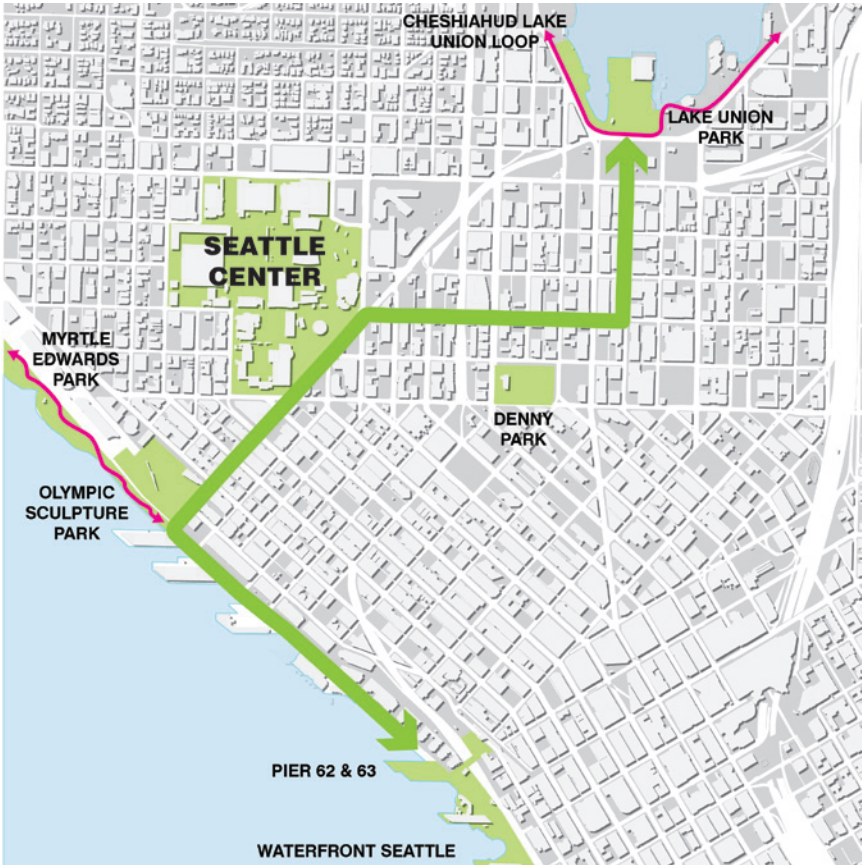 CHESHIAHUD LAKE
UNION LOOP
LAKE UNION
PARK
SEATTLE
CENTER
MYRTLE
EDWARDS
PARK
DENNY
PARK
OLYMPIC
SCULPTURE
PARK
PIER 62 & 63
WATERFRONT SEATTLE